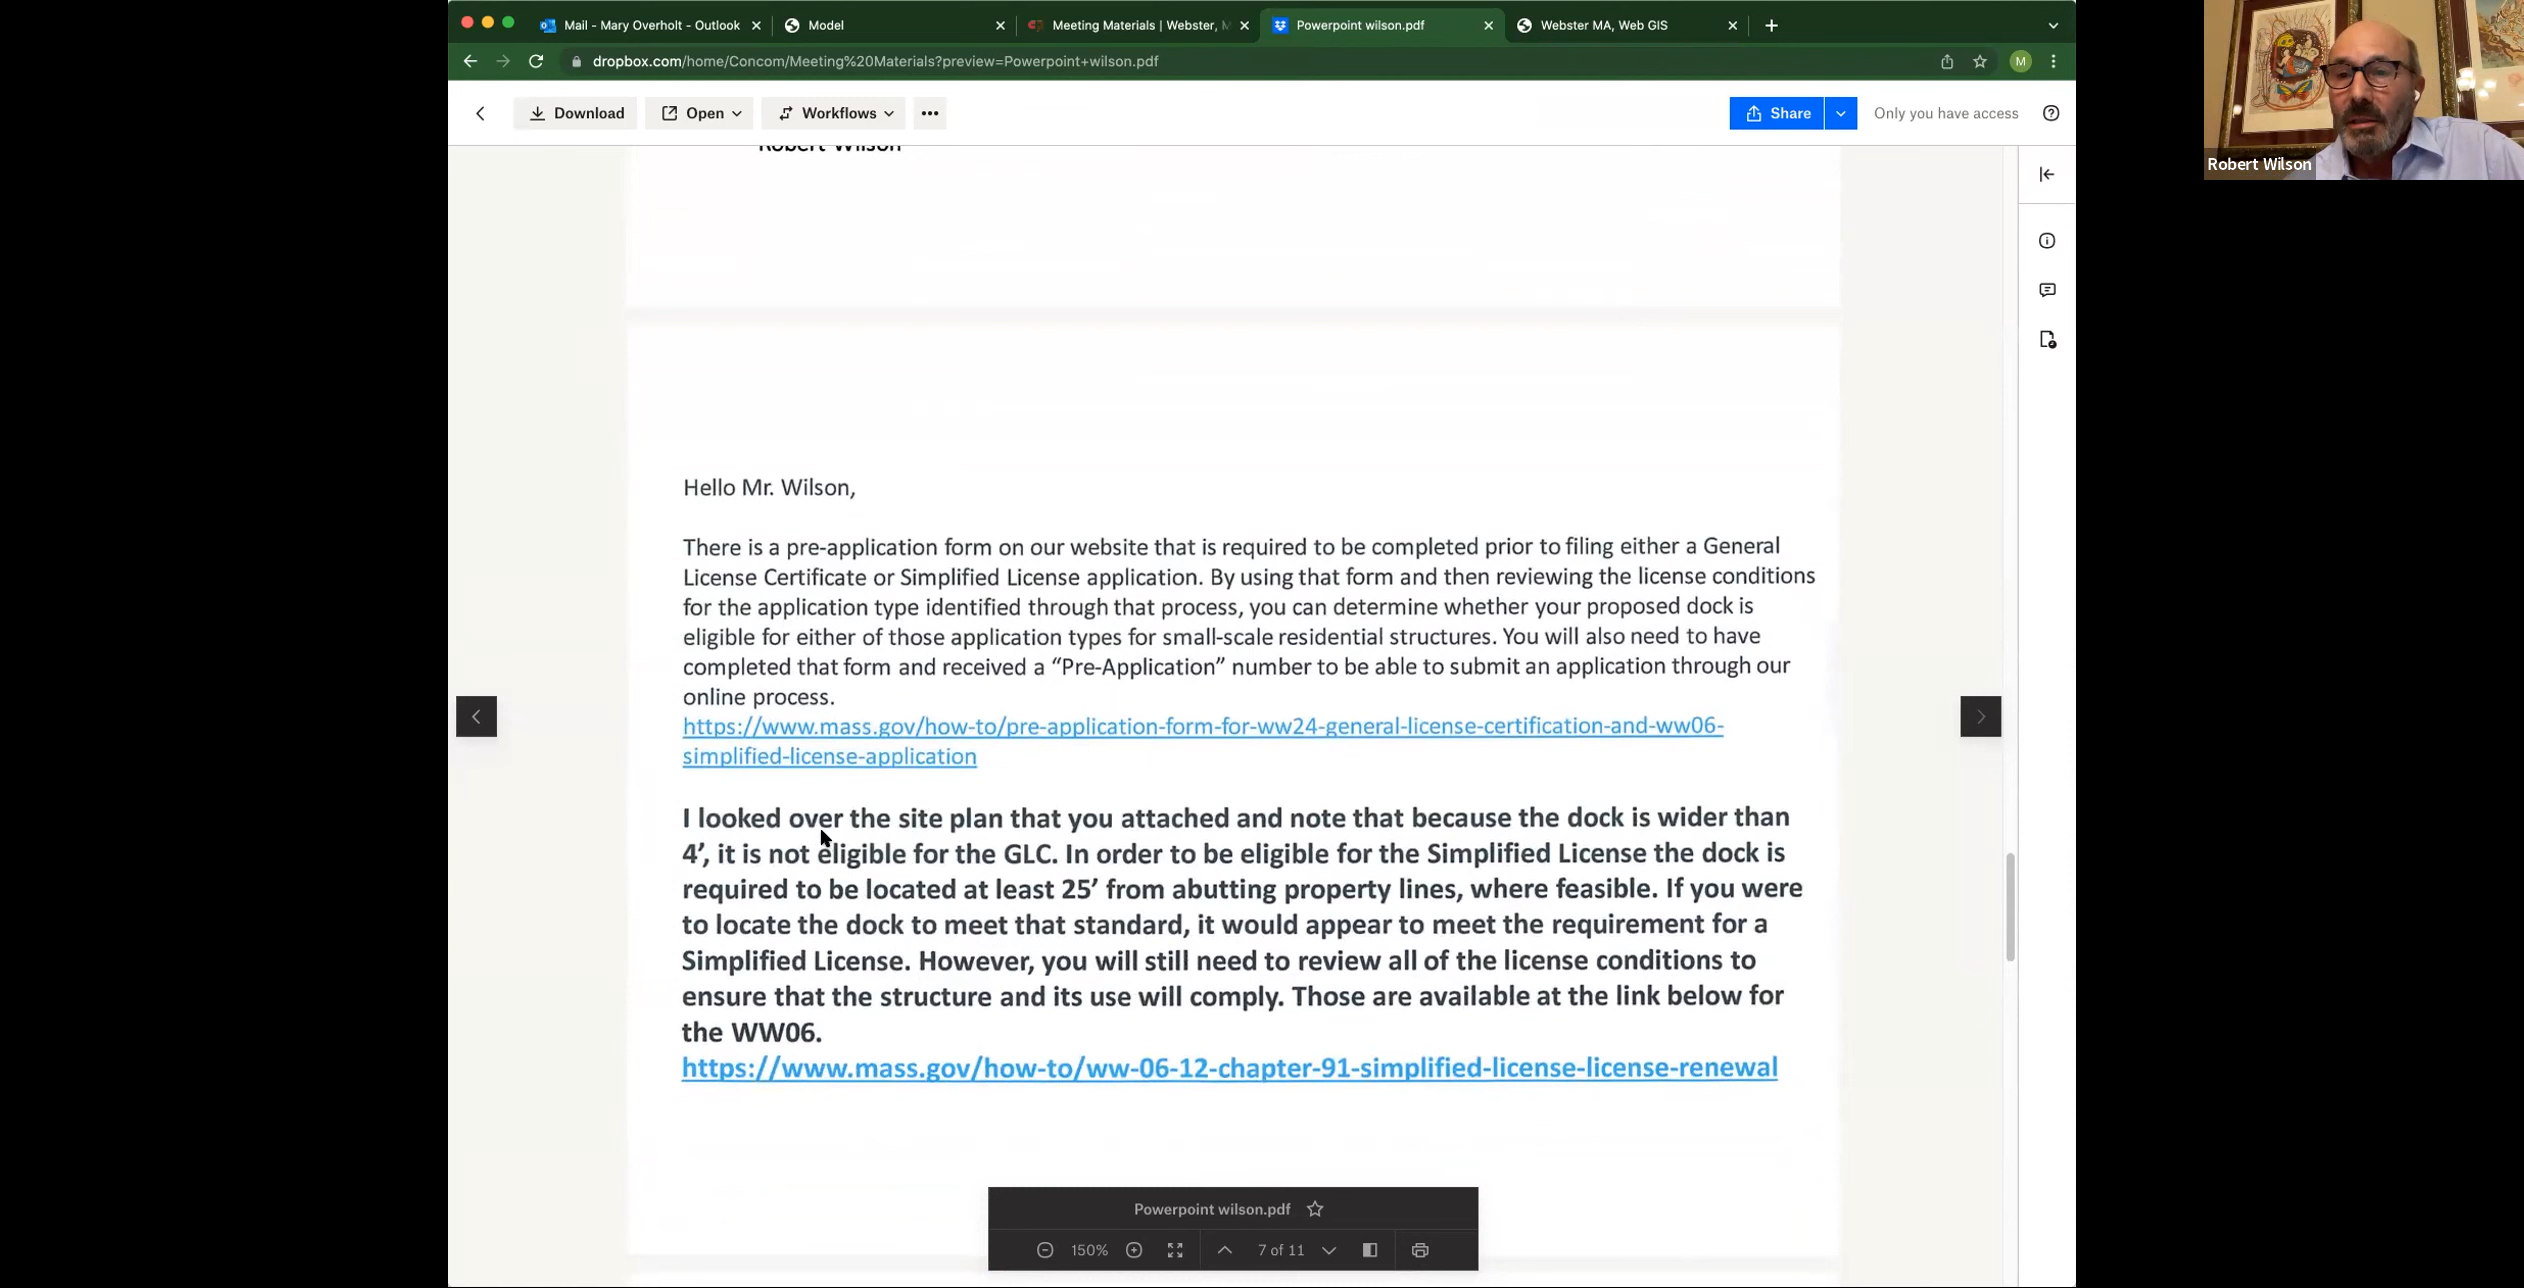 Mail - Mary Overholt - Outlook
Model
Meeting Materials | Webster, M
Powerpoint wilson.pdf
Webster MA, Web GIS
dropbox.com/home/Concom/Meeting%20Materials?preview=Powerpoint+wilson.pdf
M
Download
Open
Workflows
Share
Only you have access
Robert Wilson
Robert Wilson
Hello Mr. Wilson,
There is a pre-application form on our website that is required to be completed prior to filing either a General
License Certificate or Simplified License application. By using that form and then reviewing the license conditions
for the application type identified through that process, you can determine whether your proposed dock is
eligible for either of those application types for small-scale residential structures. You will also need to have
completed that form and received a “Pre-Application” number to be able to submit an application through our
online process.
https://www.mass.gov/how-to/pre-application-form-for-ww24-general-license-certification-and-ww06-
simplified-license-application
I looked over the site plan that you attached and note that because the dock is wider than
4’, it is not eligible for the GLC. In order to be eligible for the Simplified License the dock is
required to be located at least 25’ from abutting property lines, where feasible. If you were
to locate the dock to meet that standard, it would appear to meet the requirement for a
Simplified License. However, you will still need to review all of the license conditions to
ensure that the structure and its use will comply. Those are available at the link below for
the WW06.
https://www.mass.gov/how-to/ww-06-12-chapter-91-simplified-license-license-renewal
Powerpoint wilson.pdf
150%
7 of 11